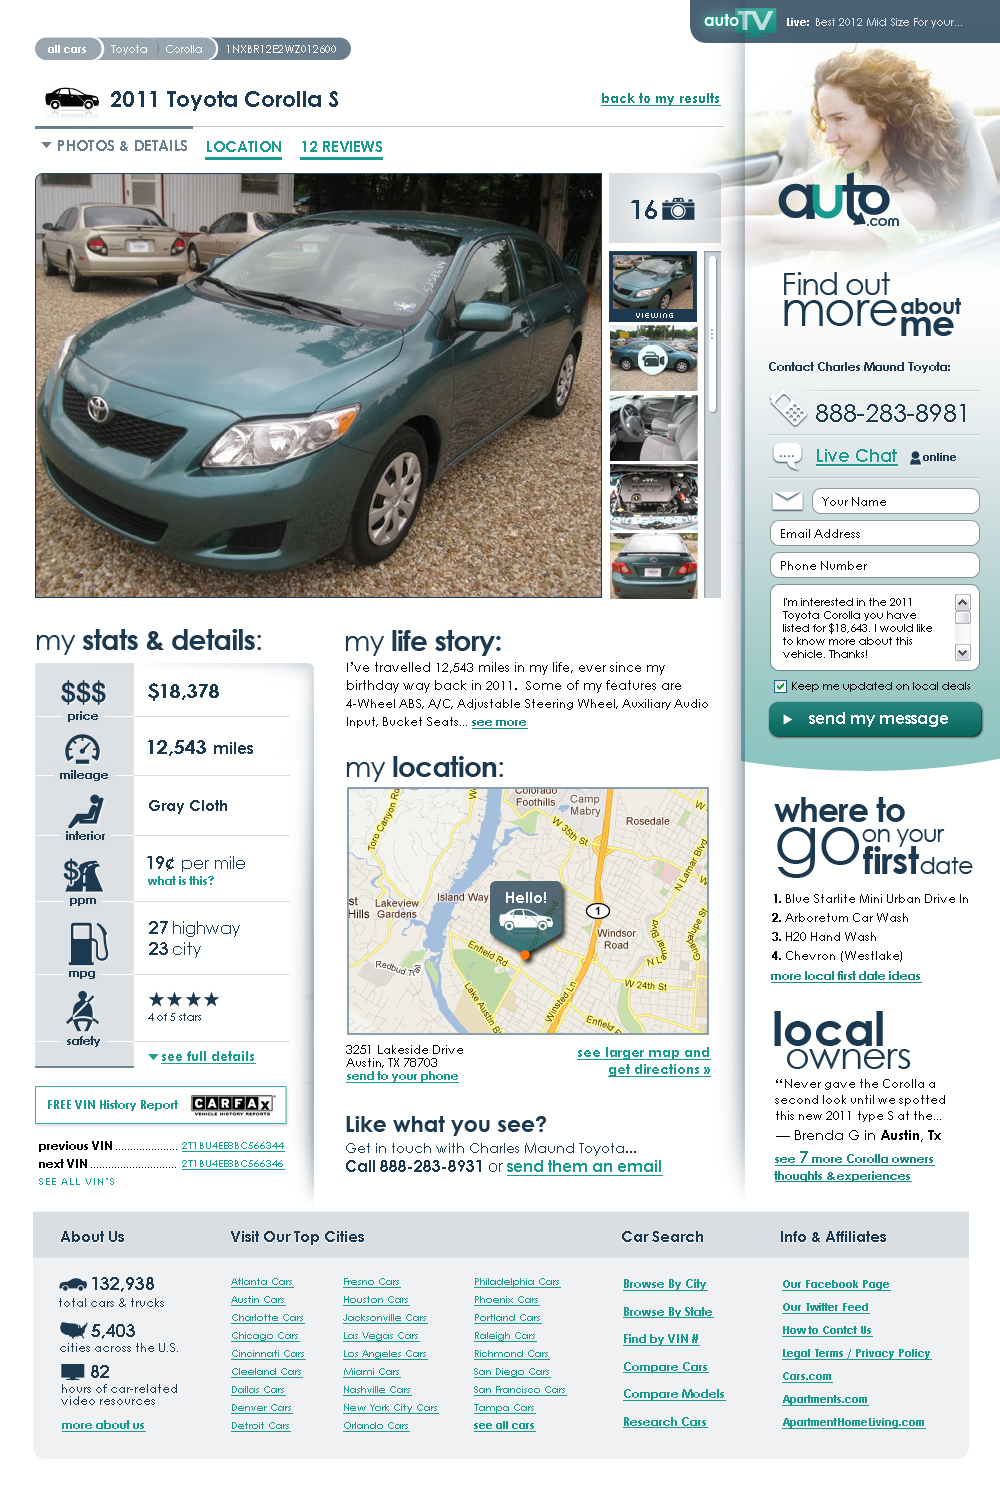 autoTV Live: Best 2012 Mid Size For your...
all cars Toyota Corolla 1NXBR12E2WZ012600
2011 Toyota Corolla S
back to my results
PHOTOS & DETAILS LOCATION 12 REVIEWS
16
VIEWING
auto.com
Find out
more about
me
Contact Charles Maund Toyota:
888-283-8981
Live Chat online
Your Name
Email Address
Phone Number
I'm interested in the 2011
Toyota Corolla you have
listed for $18,643. I would like
to know more about this
vehicle. Thanks!
Keep me updated on local deals
send my message
my stats & details:
$$$
price
$18,378
mileage
12,543 miles
interior
Gray Cloth
$
ppm
19¢ per mile
what is this?
mpg
27 highway
23 city
safety
4 of 5 stars
see full details
FREE VIN History Report CARFAX
VEHICLE HISTORY REPORTS
previous VIN 2T1BU4EE8BC566344
next VIN 2T1BU4EE8BC566346
SEE ALL VIN'S
my life story:
I've travelled 12,543 miles in my life, ever since my
birthday way back in 2011. Some of my features are
4-Wheel ABS, A/C, Adjustable Steering Wheel, Auxiliary Audio
Input, Bucket Seats... see more
my location:
Colorado
Foothills
Camp
Mabry
Rosedale
Toro Canyon Rd
W 35th St
N Lamar Blvd
Island Way
Lakeview
Gardens
st
Hills
Hello!
1
Windsor
Road
Enfield Rd
Redbud Tr
Lake Austin Bl
Winsted Ln
W 24th St
N Lamar Blvd
Guadalupe St
Enfield R
3251 Lakeside Drive
Austin, TX 78703
send to your phone
see larger map and
get directions »
Like what you see?
Get in touch with Charles Maund Toyota...
Call 888-283-8931 or send them an email
where to
go on your
first date
1. Blue Starlite Mini Urban Drive In
2. Arboretum Car Wash
3. H20 Hand Wash
4. Chevron (Westlake)
more local first date ideas
local
owners
"Never gave the Corolla a
second look until we spotted
this new 2011 type S at the...
— Brenda G in Austin, Tx
see 7 more Corolla owners
thoughts & experiences
About Us
132,938
total cars & trucks
5,403
cities across the U.S.
82
hours of car-related
video resources
more about us
Visit Our Top Cities
Atlanta Cars
Austin Cars
Charlotte Cars
Chicago Cars
Cincinnati Cars
Cleeland Cars
Dallas Cars
Denver Cars
Detroit Cars
Fresno Cars
Houston Cars
Jacksonville Cars
Las Vegas Cars
Los Angeles Cars
Miami Cars
Nashville Cars
New York City Cars
Orlando Cars
Philadelphia Cars
Phoenix Cars
Portland Cars
Raleigh Cars
Richmond Cars
San Diego Cars
San Francisco Cars
Tampa Cars
see all cars
Car Search
Browse By City
Browse By State
Find by VIN #
Compare Cars
Compare Models
Research Cars
Info & Affiliates
Our Facebook Page
Our Twitter Feed
How to Contct Us
Legal Terms / Privacy Policy
Cars.com
Apartments.com
ApartmentHomeLiving.com